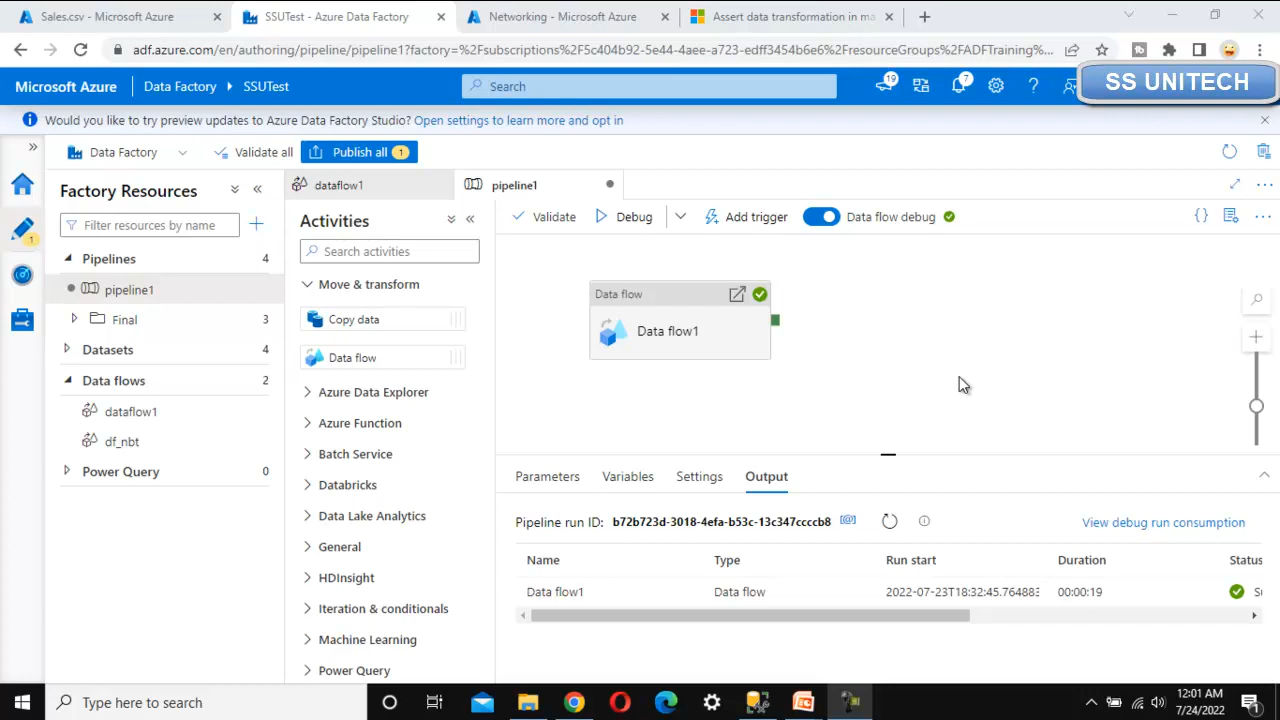 Sales.csv - Microsoft Azure
SSUTest - Azure Data Factory
Networking - Microsoft Azure
Assert data transformation in ma
adf.azure.com/en/authoring/pipeline/pipeline1?factory=%2Fsubscriptions%2F5c404b92-5e44-4aee-a723-edff3454b6e6%2FresourceGroups%2FADFTraining%...
Microsoft Azure
Data Factory
SSUTest
Search
19
7
SS UNITECH
Would you like to try preview updates to Azure Data Factory Studio? Open settings to learn more and opt in
Data Factory
Validate all
Publish all 1
Factory Resources
Filter resources by name
1
Pipelines 4
pipeline1
Final 3
Datasets 4
Data flows 2
dataflow1
df_nbt
Power Query 0
dataflow1
pipeline1
Activities
Search activities
Move & transform
Copy data
Data flow
Azure Data Explorer
Azure Function
Batch Service
Databricks
Data Lake Analytics
General
HDInsight
Iteration & conditionals
Machine Learning
Power Query
Validate
Debug
Add trigger
Data flow debug
Data flow
Data flow1
Parameters
Variables
Settings
Output
Pipeline run ID: b72b723d-3018-4efa-b53c-13c347ccccb8
View debug run consumption
Name Type Run start Duration Status
Data flow1 Data flow 2022-07-23T18:32:45.764883 00:00:19 S
Type here to search
12:01 AM
7/24/2022
1